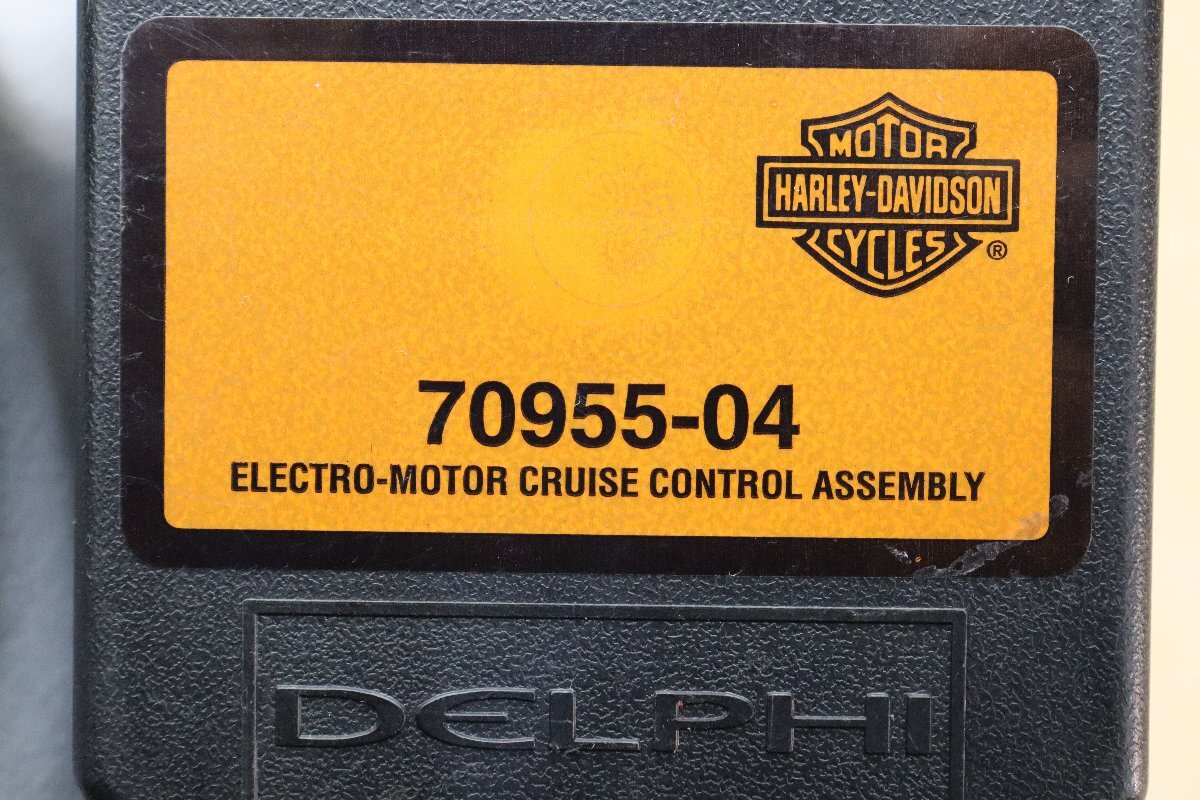 MOTOR
HARLEY-DAVIDSON
CYCLES
®
70955-04
ELECTRO-MOTOR CRUISE CONTROL ASSEMBLY
DELPHI